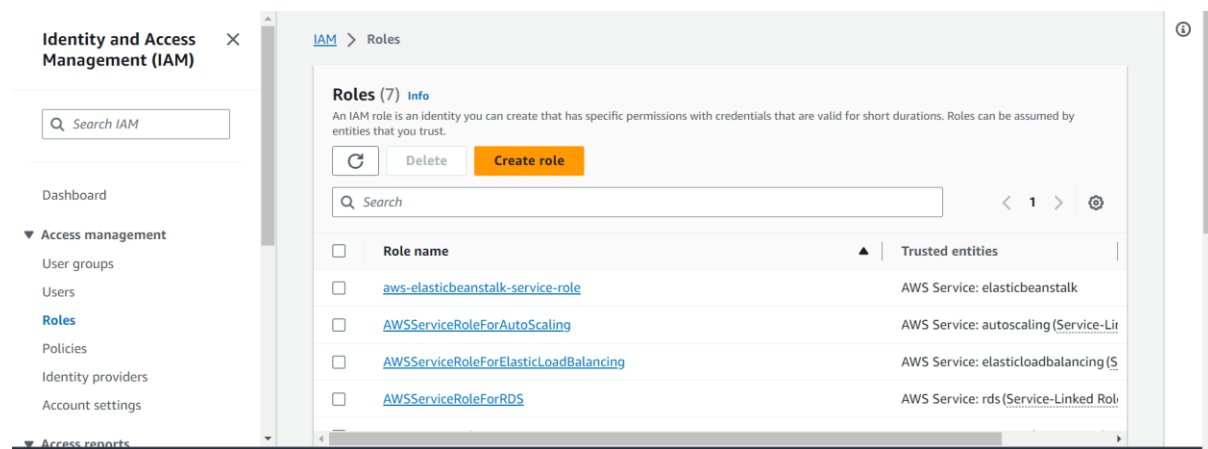 Identity and Access
Management (IAM)
Search IAM
Dashboard
Access management
User groups
Users
Roles
Policies
Identity providers
Account settings
Access reports
IAM > Roles
Roles (7) Info
An IAM role is an identity you can create that has specific permissions with credentials that are valid for short durations. Roles can be assumed by
entities that you trust.
Delete Create role
Search
< 1 >
Role name ▲ Trusted entities
aws-elasticbeanstalk-service-role AWS Service: elasticbeanstalk
AWSServiceRoleForAutoScaling AWS Service: autoscaling (Service-Lin
AWSServiceRoleForElasticLoadBalancing AWS Service: elasticloadbalancing (S
AWSServiceRoleForRDS AWS Service: rds (Service-Linked Role